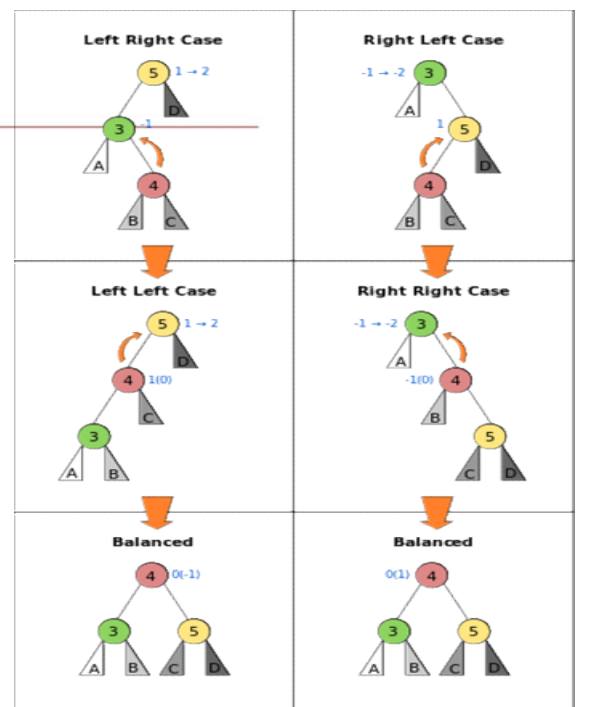 Left Right Case
5 1 → 2
D
3 -1
A
4
B C
Right Left Case
-1 → -2 3
A
1 5
D
4
B C
Left Left Case
5 1 → 2
D
4 1(0)
C
3
A B
Right Right Case
-1 → -2 3
A
-1(0) 4
B
5
C D
Balanced
4 0(-1)
3 5
A B C D
Balanced
0(1) 4
3 5
A B C D